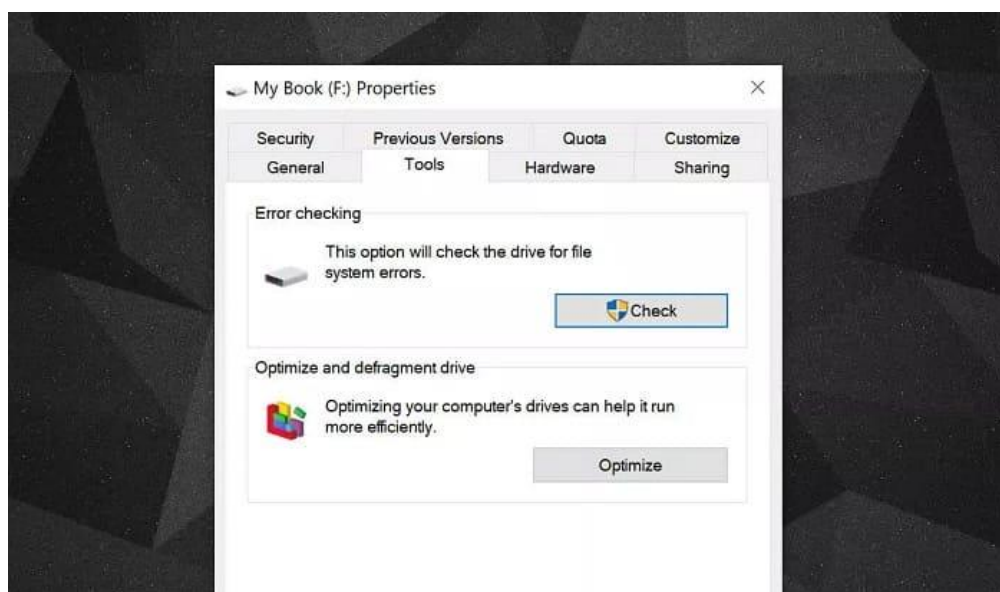 My Book (F:) Properties
Security Previous Versions Quota Customize
General Tools Hardware Sharing
Error checking
This option will check the drive for file
system errors.
Check
Optimize and defragment drive
Optimizing your computer's drives can help it run
more efficiently.
Optimize